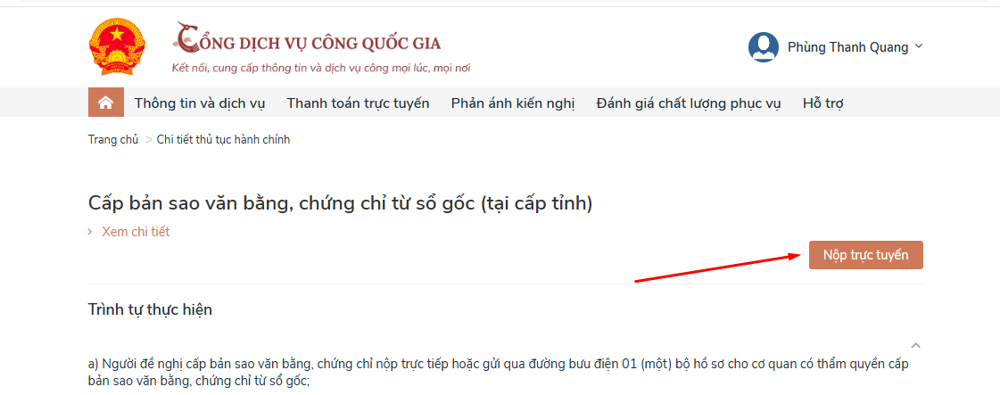 CỔNG DỊCH VỤ CÔNG QUỐC GIA
Kết nối, cung cấp thông tin và dịch vụ công mọi lúc, mọi nơi
Phùng Thanh Quang
Thông tin và dịch vụ Thanh toán trực tuyến Phản ánh kiến nghị Đánh giá chất lượng phục vụ Hỗ trợ
Trang chủ > Chi tiết thủ tục hành chính
Cấp bản sao văn bằng, chứng chỉ từ sổ gốc (tại cấp tỉnh)
> Xem chi tiết
Nộp trực tuyến
Trình tự thực hiện
a) Người đề nghị cấp bản sao văn bằng, chứng chỉ nộp trực tiếp hoặc gửi qua đường bưu điện 01 (một) bộ hồ sơ cho cơ quan có thẩm quyền cấp
bản sao văn bằng, chứng chỉ từ sổ gốc;